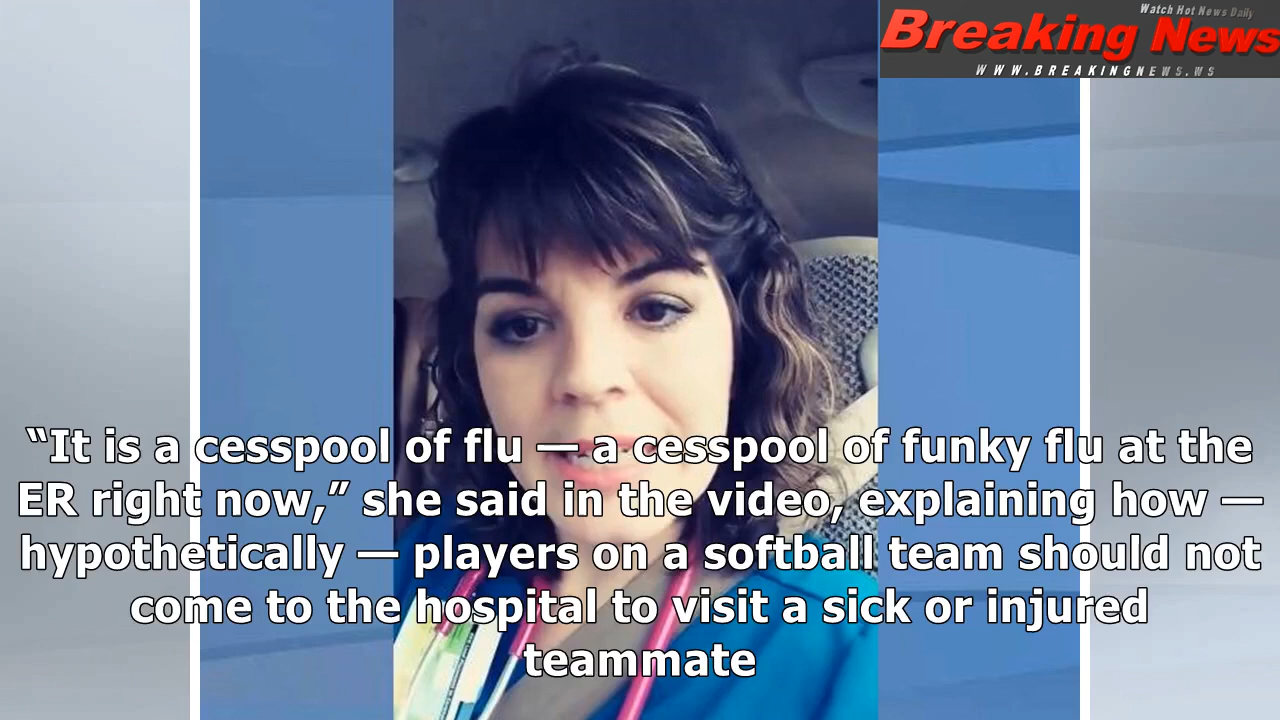 Watch Hot News Daily
Breaking News
WWW.BREAKINGNEWS.WS
“It is a cesspool of flu — a cesspool of funky flu at the
ER right now,” she said in the video, explaining how —
hypothetically — players on a softball team should not
come to the hospital to visit a sick or injured
teammate